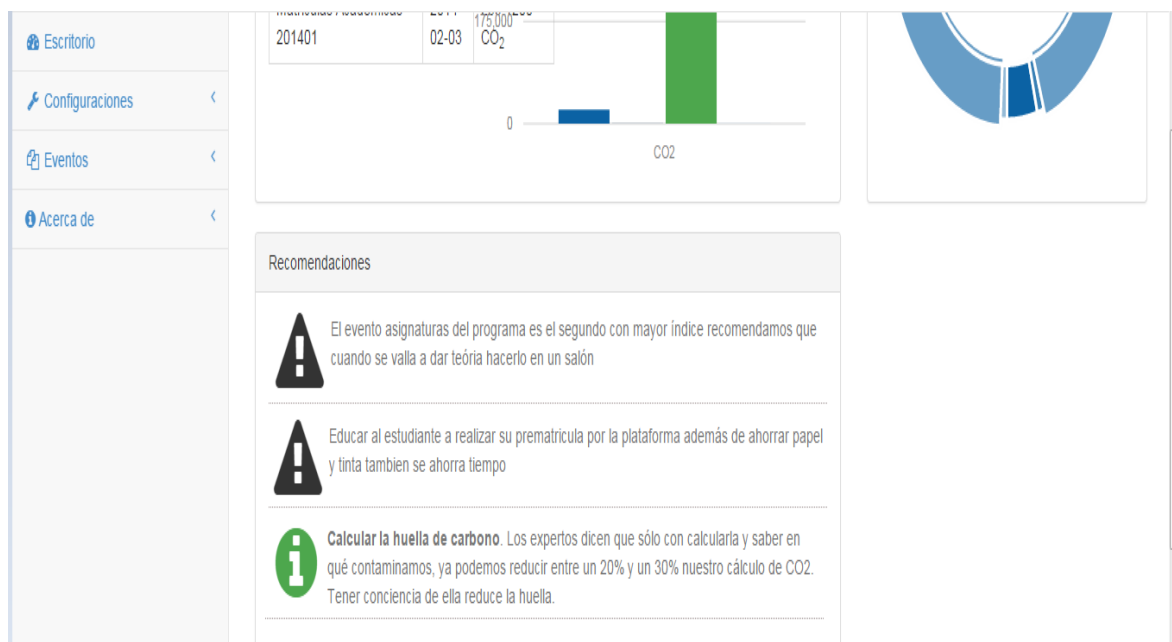 Escritorio
Configuraciones
Eventos
Acerca de
201401
02-03
CO2
175,000
0
CO2
Recomendaciones
El evento asignaturas del programa es el segundo con mayor índice recomendamos que
cuando se valla a dar teória hacerlo en un salón
Educar al estudiante a realizar su prematricula por la plataforma además de ahorrar papel
y tinta tambien se ahorra tiempo
Calcular la huella de carbono. Los expertos dicen que sólo con calcularla y saber en
qué contaminamos, ya podemos reducir entre un 20% y un 30% nuestro cálculo de CO2.
Tener conciencia de ella reduce la huella.